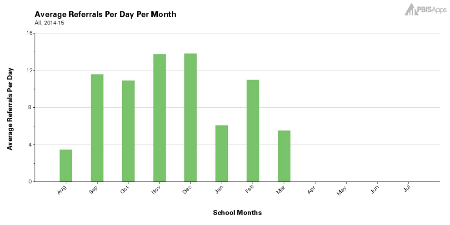 Average Referrals Per Day Per Month
All, 2014-15
PBISApps
16
12
8
4
0
Average Referrals Per Day
Aug
Sep
Oct
Nov
Dec
Jan
Feb
Mar
Apr
May
Jun
Jul
School Months